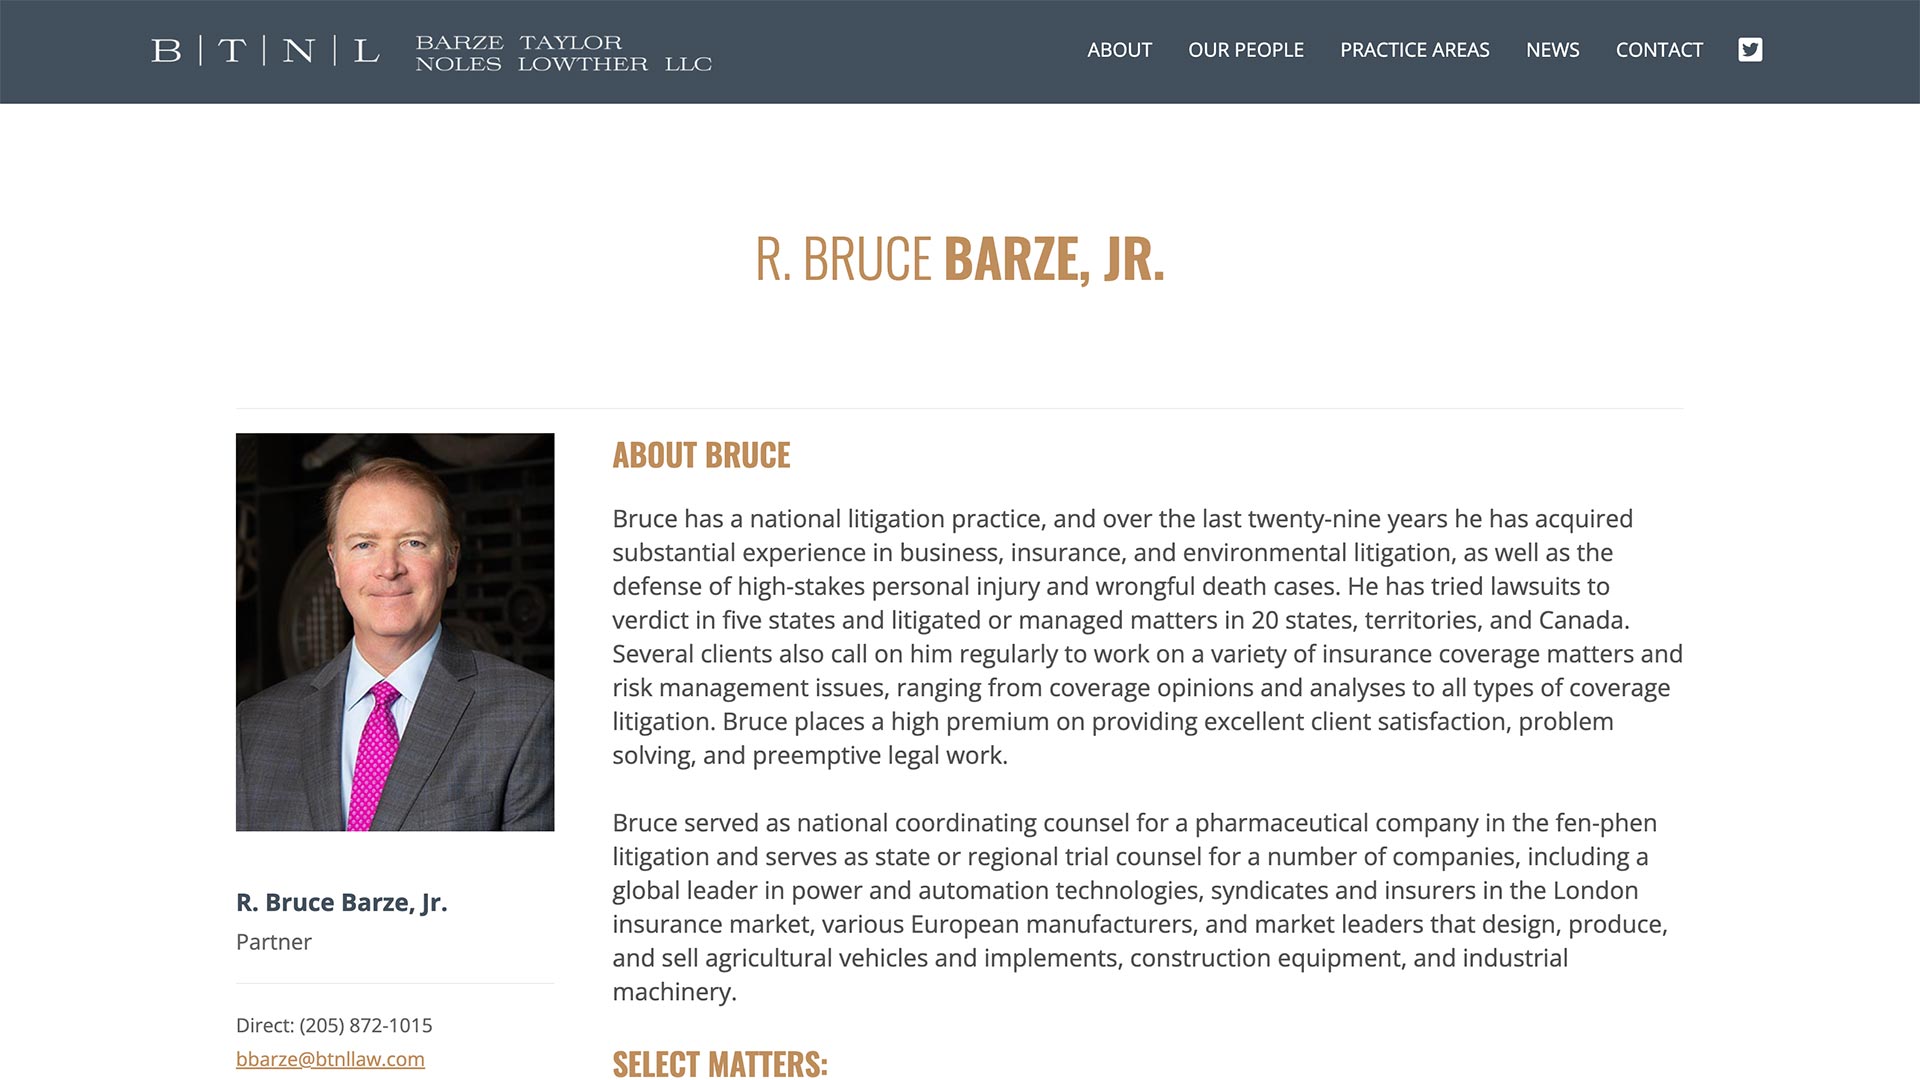 B | T | N | L
BARZE TAYLOR
NOLES LOWTHER LLC
ABOUT OUR PEOPLE PRACTICE AREAS NEWS CONTACT
R. BRUCE BARZE, JR.
ABOUT BRUCE
Bruce has a national litigation practice, and over the last twenty-nine years he has acquired
substantial experience in business, insurance, and environmental litigation, as well as the
defense of high-stakes personal injury and wrongful death cases. He has tried lawsuits to
verdict in five states and litigated or managed matters in 20 states, territories, and Canada.
Several clients also call on him regularly to work on a variety of insurance coverage matters and
risk management issues, ranging from coverage opinions and analyses to all types of coverage
litigation. Bruce places a high premium on providing excellent client satisfaction, problem
solving, and preemptive legal work.
Bruce served as national coordinating counsel for a pharmaceutical company in the fen-phen
litigation and serves as state or regional trial counsel for a number of companies, including a
global leader in power and automation technologies, syndicates and insurers in the London
insurance market, various European manufacturers, and market leaders that design, produce,
and sell agricultural vehicles and implements, construction equipment, and industrial
machinery.
SELECT MATTERS:
R. Bruce Barze, Jr.
Partner
Direct: (205) 872-1015
bbarze@btnllaw.com